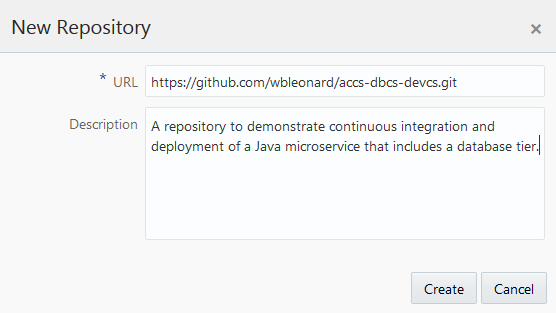 New Repository ×
* URL https://github.com/wbleonard/accs-dbcs-devcs.git
Description A repository to demonstrate continuous integration and
deployment of a Java microservice that includes a database tier.
Create Cancel